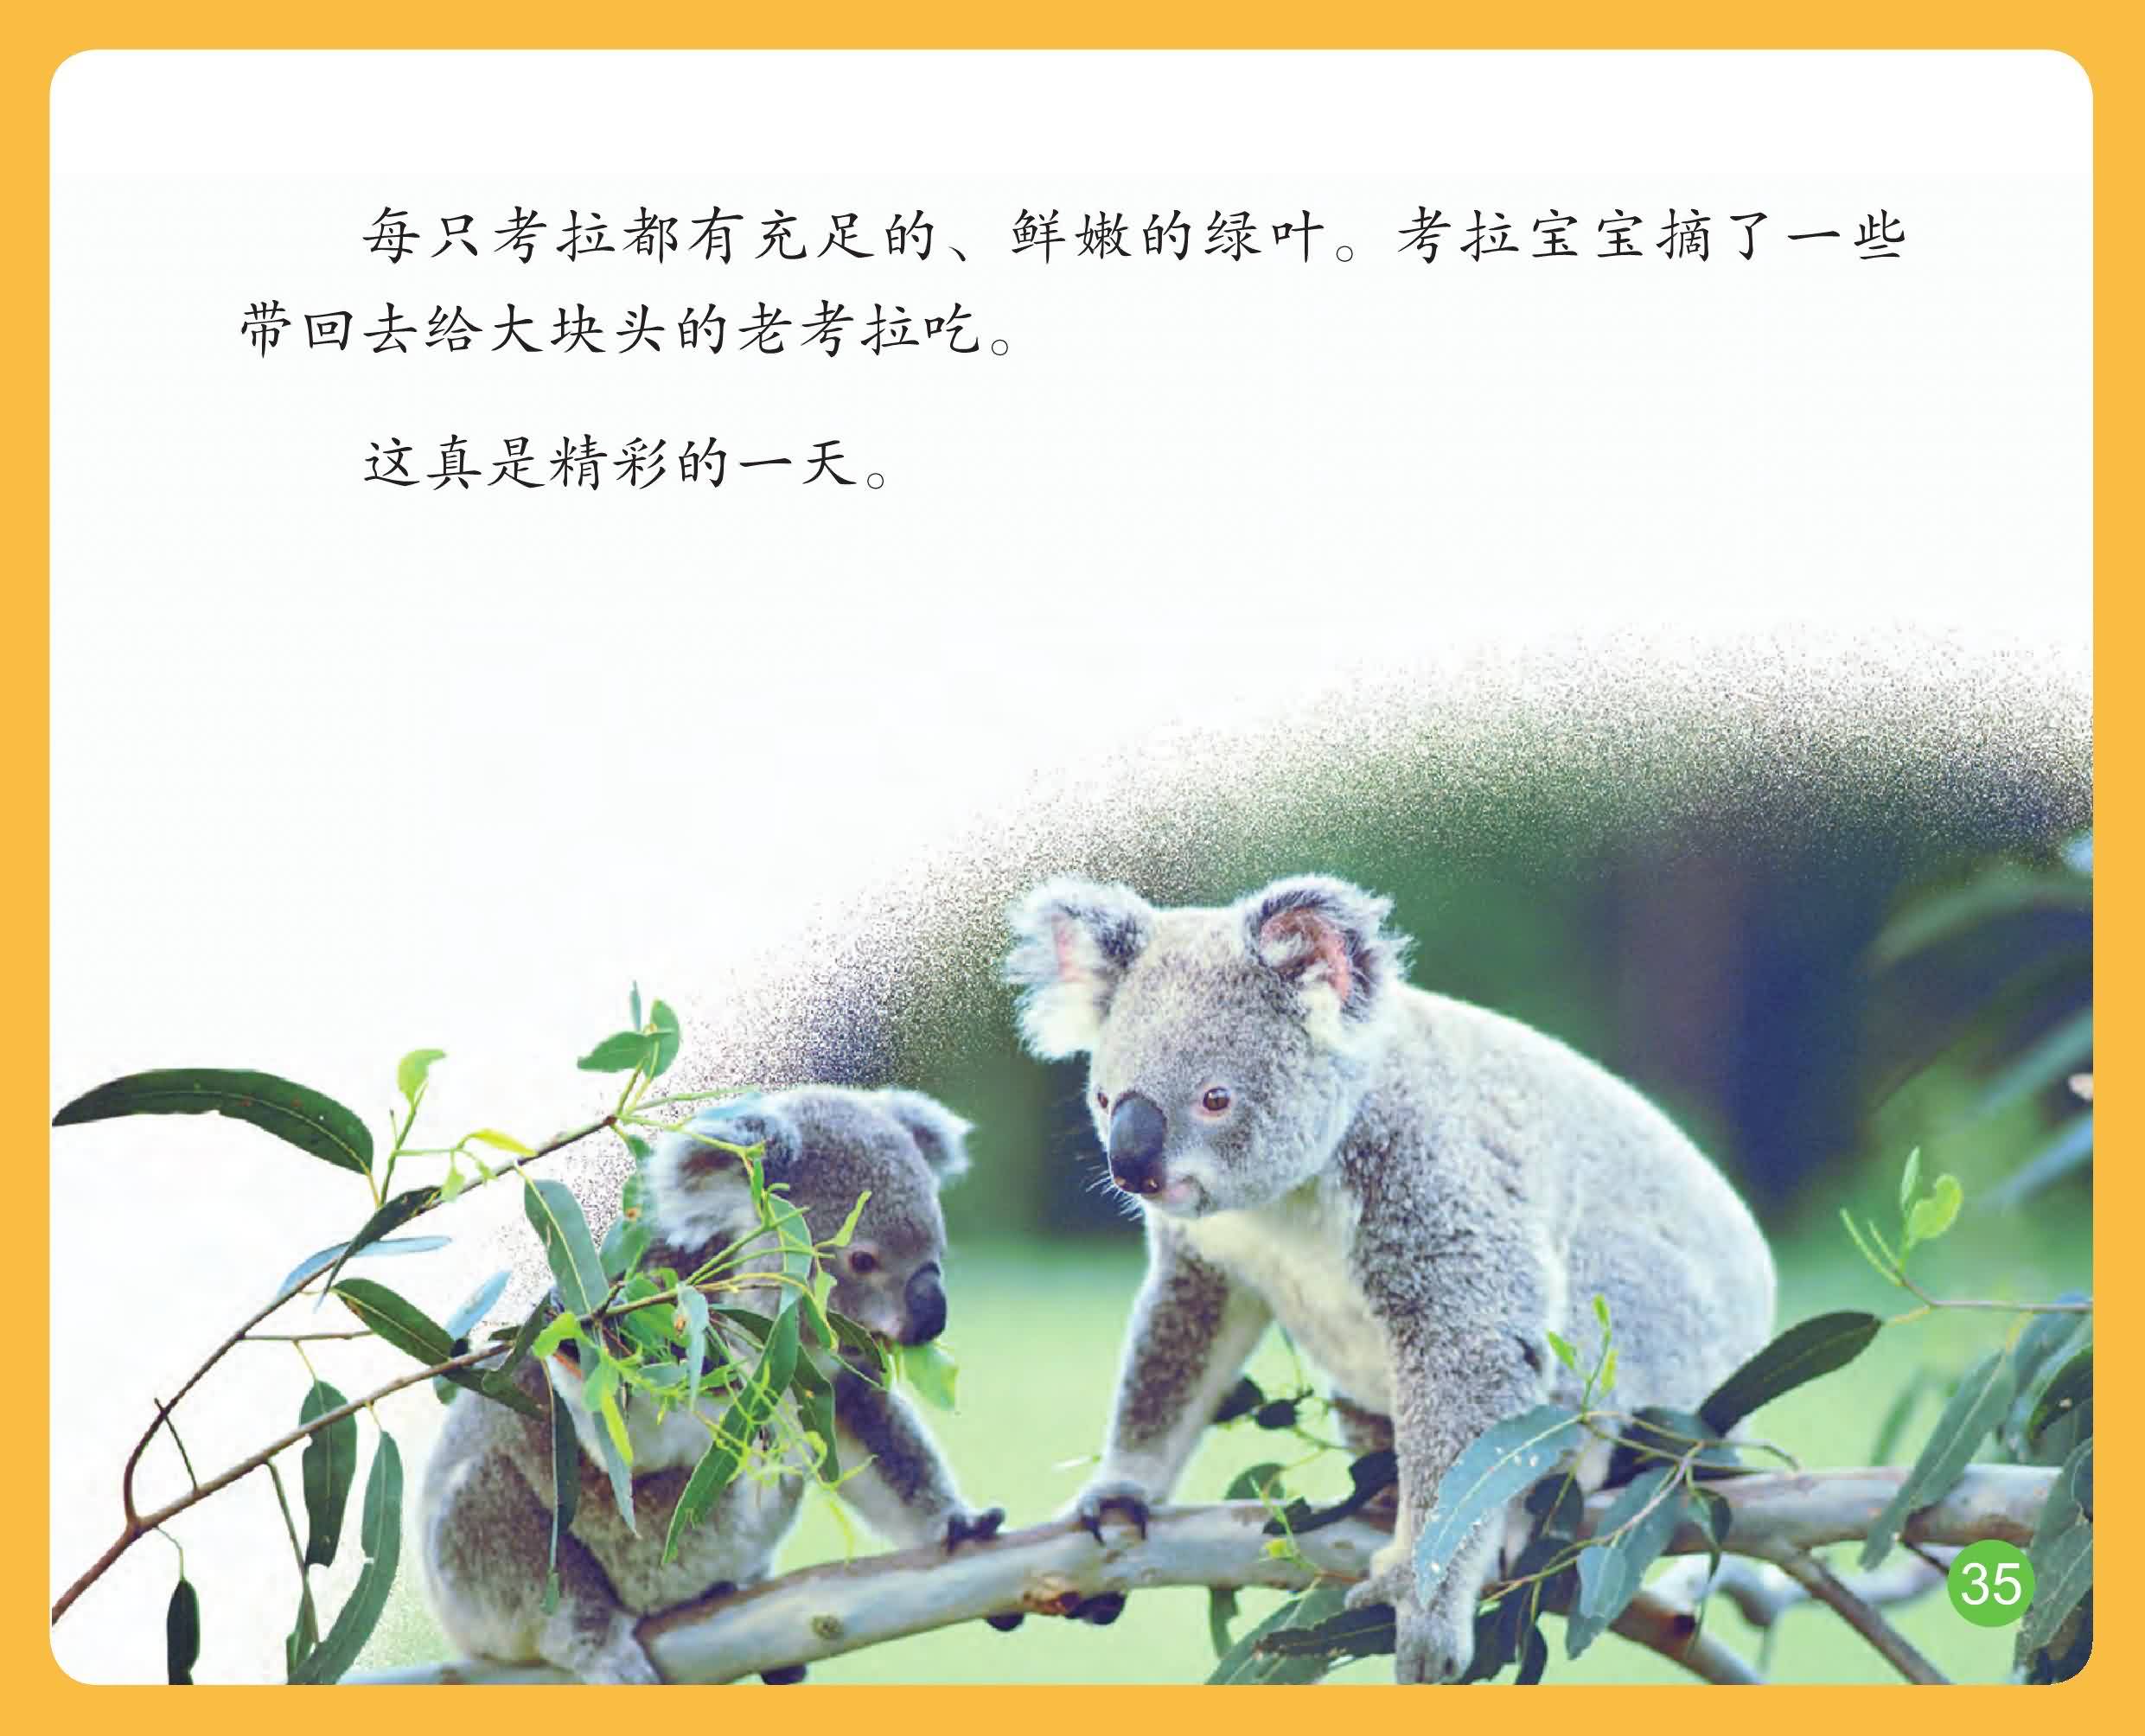 每只考拉都有充足的、鲜嫩的绿叶。考拉宝宝摘了一些
带回去给大块头的老考拉吃。
这真是精彩的一天。
35